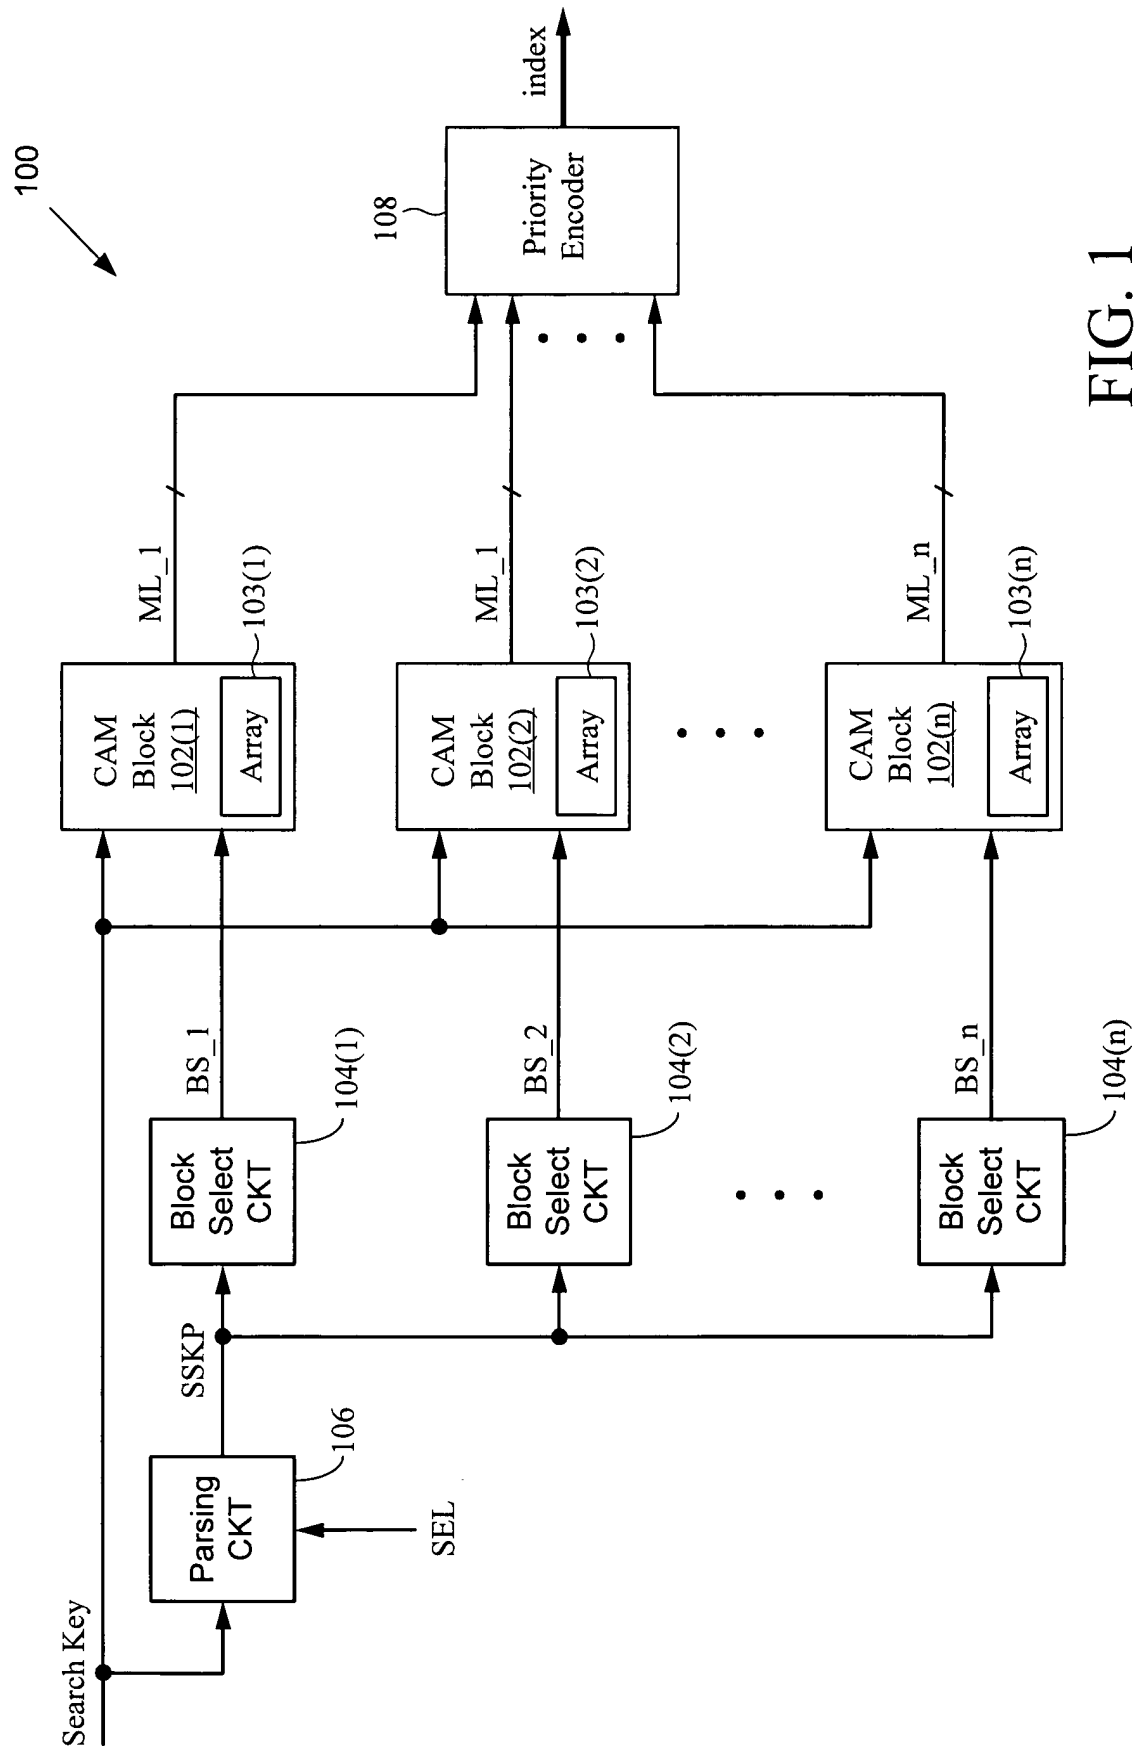 100
Search Key
Parsing
CKT
106
SEL
SSKP
Block
Select
CKT
104(1)
BS_1
CAM
Block
102(1)
Array
103(1)
ML_1
Block
Select
CKT
104(2)
BS_2
CAM
Block
102(2)
Array
103(2)
ML_1
Block
Select
CKT
104(n)
BS_n
CAM
Block
102(n)
Array
103(n)
ML_n
108
Priority
Encoder
index
FIG. 1